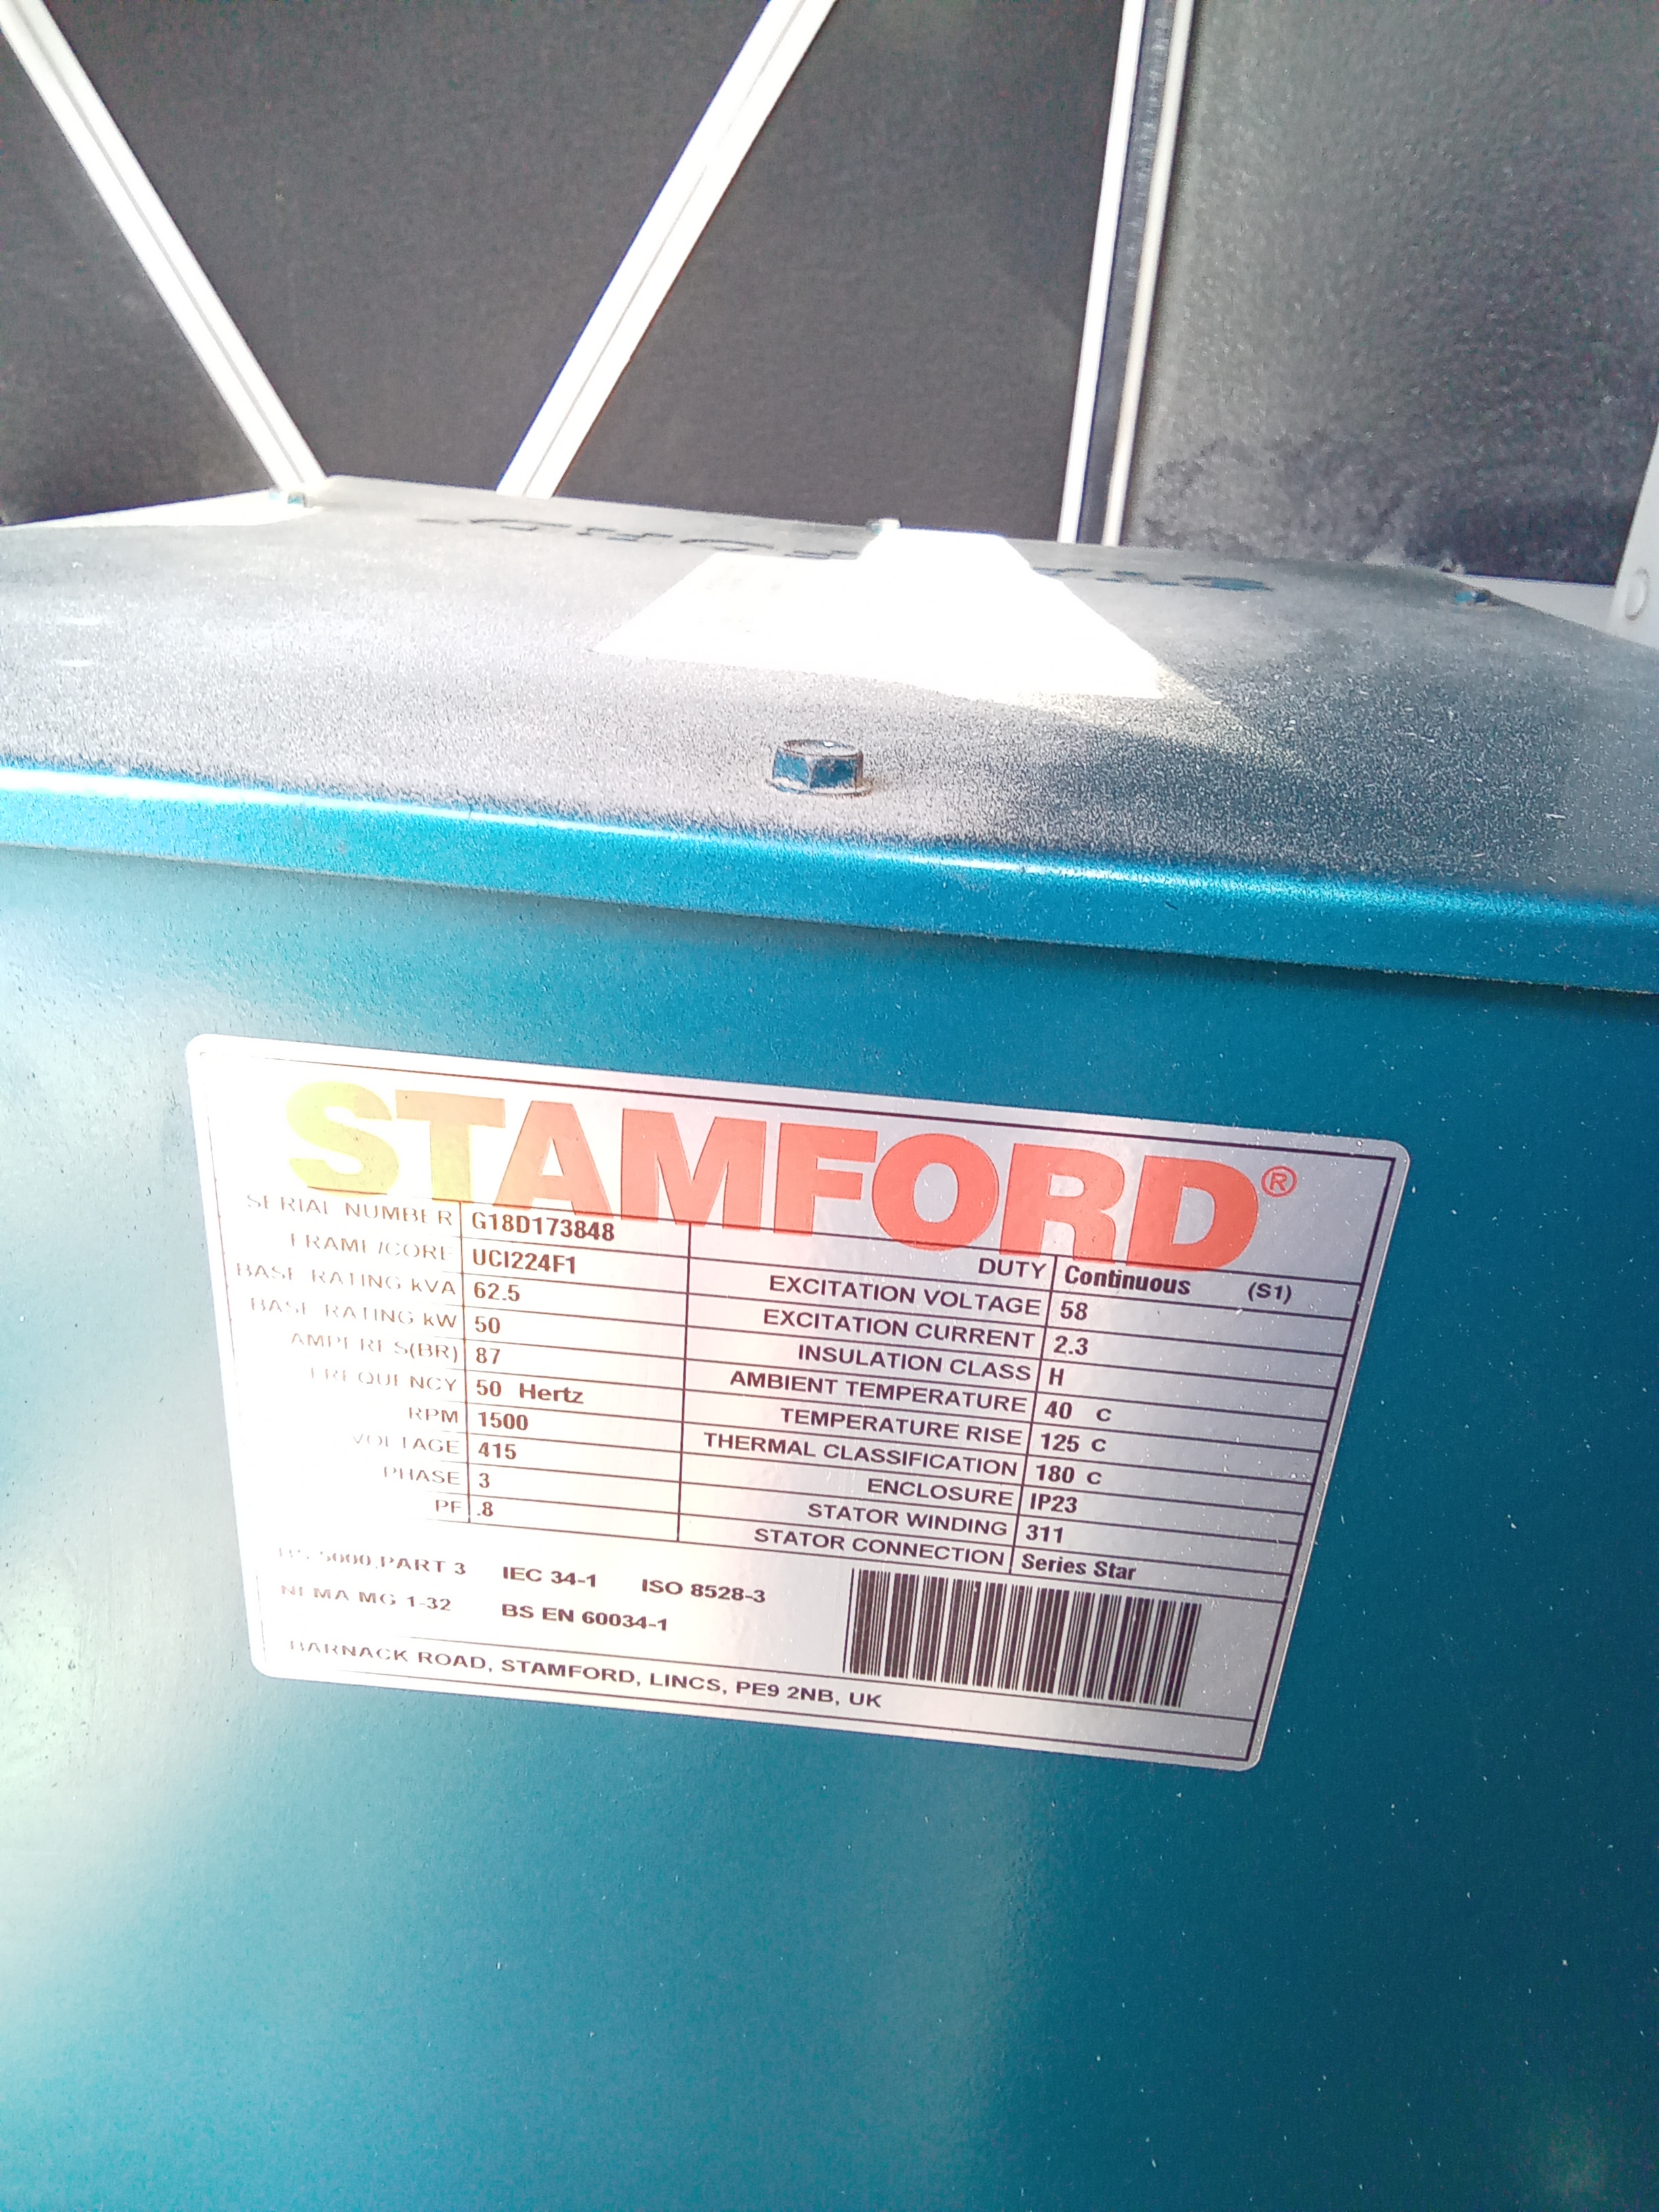 STAMFORD
STAMFORD®
SERIAL NUMBER G18D173848
FRAME/CORE UCI224F1
BASE RATING kVA 62.5
BASE RATING kW 50
AMPERES(BR) 87
FREQUENCY 50 Hertz
RPM 1500
VOLTAGE 415
PHASE 3
PF .8
DUTY Continuous (S1)
EXCITATION VOLTAGE 58
EXCITATION CURRENT 2.3
INSULATION CLASS H
AMBIENT TEMPERATURE 40 C
TEMPERATURE RISE 125 C
THERMAL CLASSIFICATION 180 C
ENCLOSURE IP23
STATOR WINDING 311
STATOR CONNECTION Series Star
BS 5000,PART 3 IEC 34-1 ISO 8528-3
NEMA MG 1-32 BS EN 60034-1
BARNACK ROAD, STAMFORD, LINCS, PE9 2NB, UK